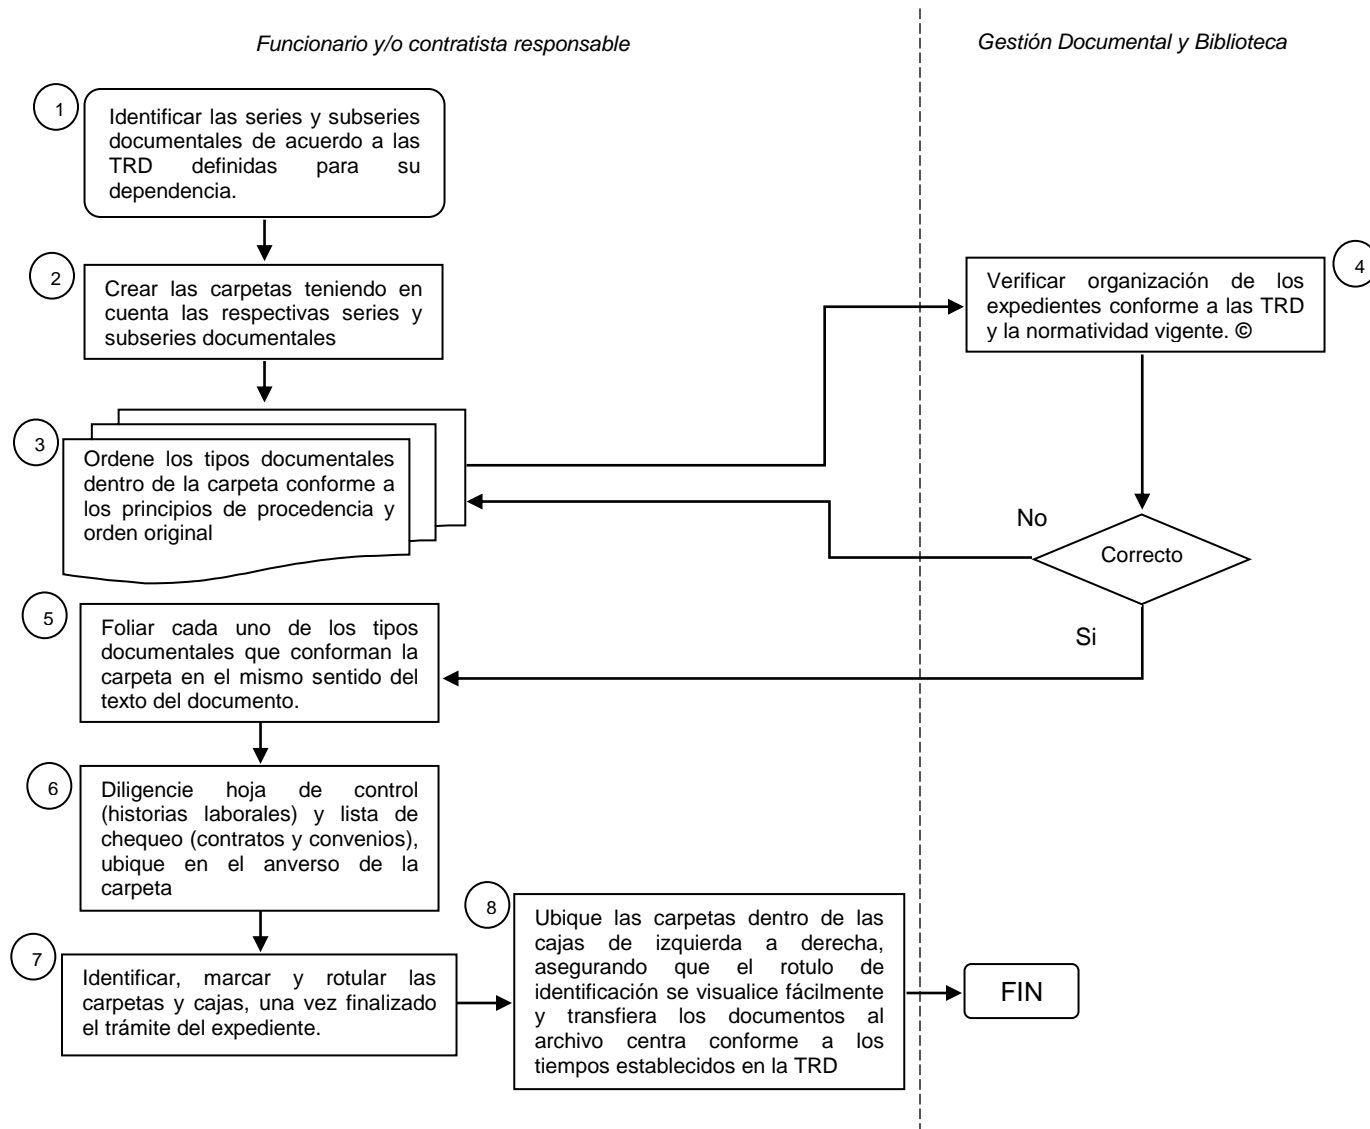 Funcionario y/o contratista responsable
Gestión Documental y Biblioteca
1
Identificar las series y subseries
documentales de acuerdo a las
TRD definidas para su
dependencia.
2
Crear las carpetas teniendo en
cuenta las respectivas series y
subseries documentales
3
Ordene los tipos documentales
dentro de la carpeta conforme a
los principios de procedencia y
orden original
4
Verificar organización de los
expedientes conforme a las TRD
y la normatividad vigente. ©
Correcto
No
Si
5
Foliar cada uno de los tipos
documentales que conforman la
carpeta en el mismo sentido del
texto del documento.
6
Diligencie hoja de control
(historias laborales) y lista de
chequeo (contratos y convenios),
ubique en el anverso de la
carpeta
7
Identificar, marcar y rotular las
carpetas y cajas, una vez finalizado
el trámite del expediente.
8
Ubique las carpetas dentro de las
cajas de izquierda a derecha,
asegurando que el rotulo de
identificación se visualice fácilmente
y transfiera los documentos al
archivo centra conforme a los
tiempos establecidos en la TRD
FIN